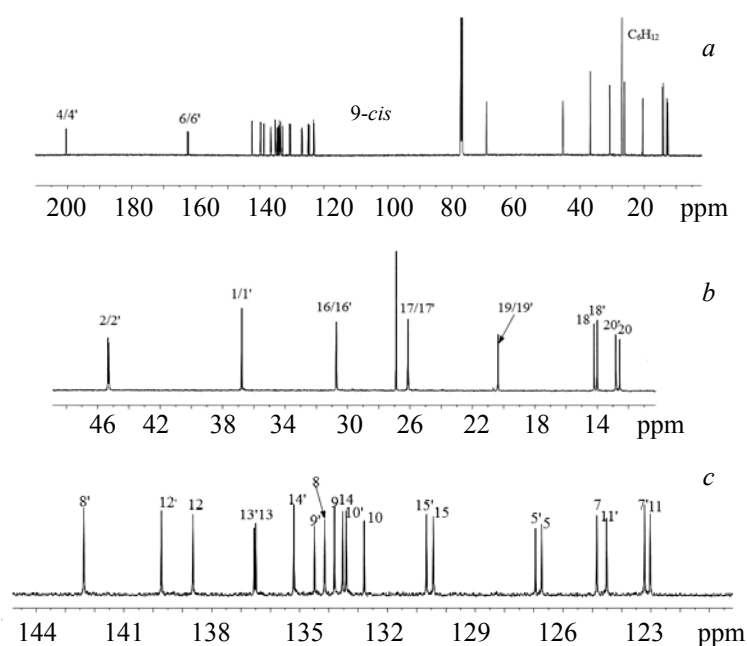 C₆H₁₂ a
4/4' 6/6' 9-cis
200 180 160 140 120 100 80 60 40 20 ppm
b
2/2' 1/1' 16/16' 17/17' 19/19' 18 18' 20' 20
46 42 38 34 30 26 22 18 14 ppm
c
8' 12' 12 13' 13 14' 9' 8 9 14 10' 10 15' 15 5' 5 7 11' 7' 11
144 141 138 135 132 129 126 123 ppm